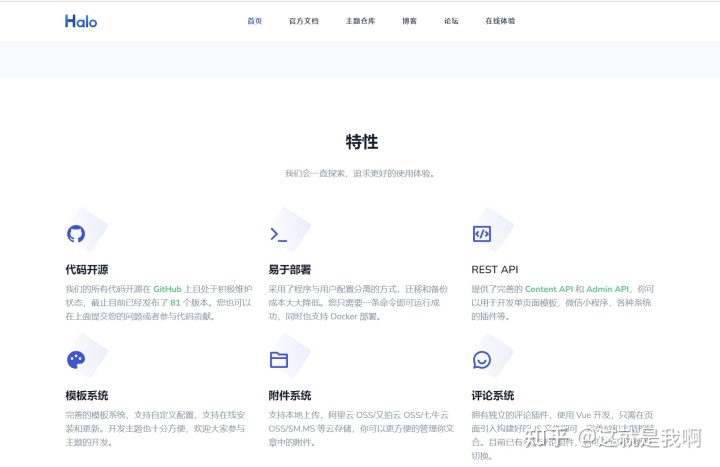 Halo
首页 官方文档 主题仓库 博客 论坛 在线体验
特性
我们会一直探索，追求更好的使用体验。
代码开源
我们的所有代码开源在 GitHub 上且处于积极维护
状态，截止目前已经发布了 81 个版本。您也可以
在上面提交您的问题或者参与代码贡献。
易于部署
采用了程序与用户配置分离的方式，迁移和备份
成本大大降低。您只需要一条命令即可运行成
功，同时也支持 Docker 部署。
REST API
提供了完善的 Content API 和 Admin API，你可
以用于开发单页面模板，微信小程序，各种系统
的插件等。
模板系统
完善的模板系统，支持自定义配置，支持在线安
装和更新。开发主题也十分方便，欢迎大家参与
主题的开发。
附件系统
支持本地上传，阿里云 OSS/又拍云 OSS/七牛云
OSS/SM.MS 等云存储，你可以更方便的管理你文
章中的附件。
评论系统
拥有独立的评论插件，使用 Vue 开发，只需在页
面引入构建好的 JS 文件即可
合。目前已有
切换。
知乎 @这就是我啊